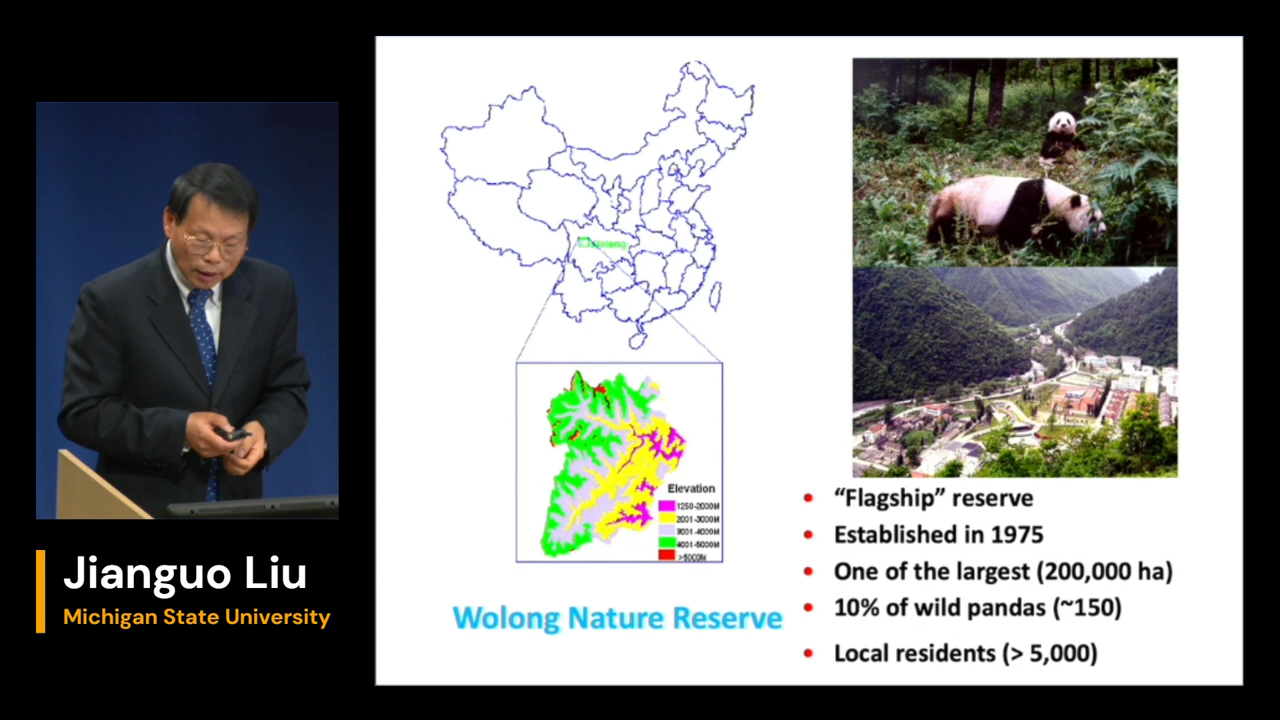 Jianguo Liu
Michigan State University
Wolong
Elevation
1250-2000M
2001-3000M
3001-4000M
4001-5000M
>5000M
Wolong Nature Reserve
• “Flagship” reserve
• Established in 1975
• One of the largest (200,000 ha)
• 10% of wild pandas (~150)
• Local residents (> 5,000)